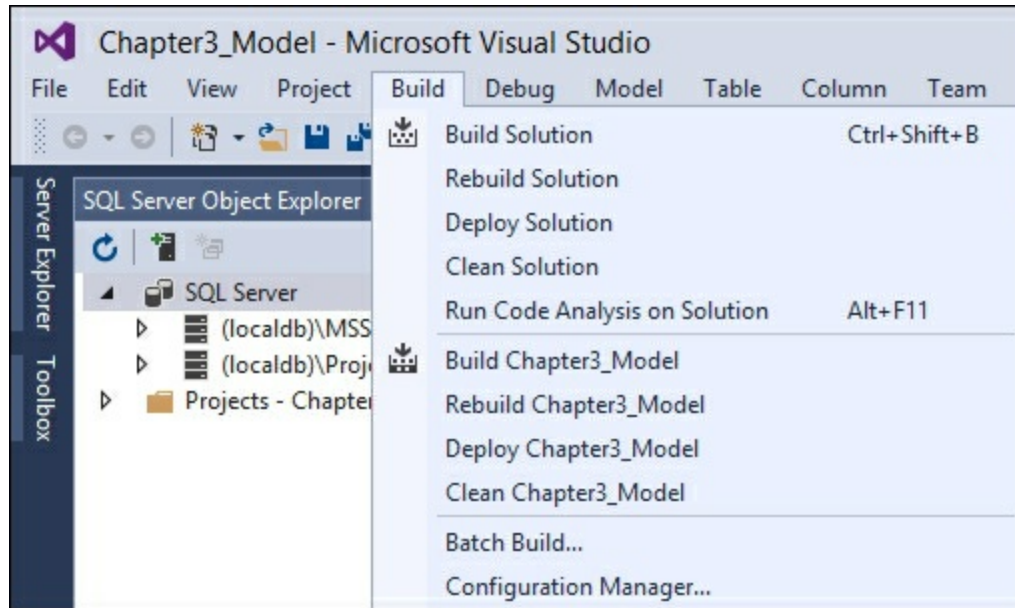 Chapter3_Model - Microsoft Visual Studio
File Edit View Project Build Debug Model Table Column Team
Build Solution Ctrl+Shift+B
Rebuild Solution
Deploy Solution
Clean Solution
Run Code Analysis on Solution Alt+F11
Build Chapter3_Model
Rebuild Chapter3_Model
Deploy Chapter3_Model
Clean Chapter3_Model
Batch Build...
Configuration Manager...
Server Explorer
Toolbox
SQL Server Object Explorer
SQL Server
(localdb)\MSS
(localdb)\Proj
Projects - Chapter